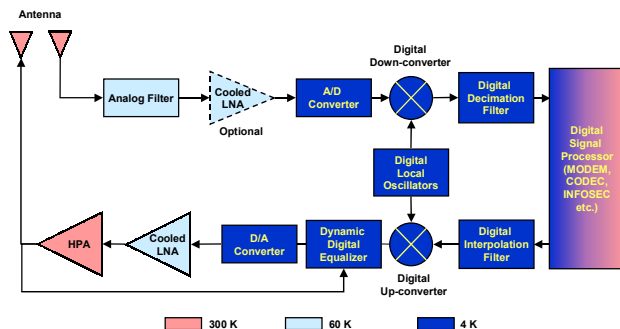 Antenna
Analog Filter
Cooled
LNA
Optional
A/D
Converter
Digital
Down-converter
Digital
Decimation
Filter
Digital
Signal
Processor
(MODEM,
CODEC,
INFOSEC
etc.)
Digital
Local
Oscillators
HPA
Cooled
LNA
D/A
Converter
Dynamic
Digital
Equalizer
Digital
Up-converter
Digital
Interpolation
Filter
300 K
60 K
4 K